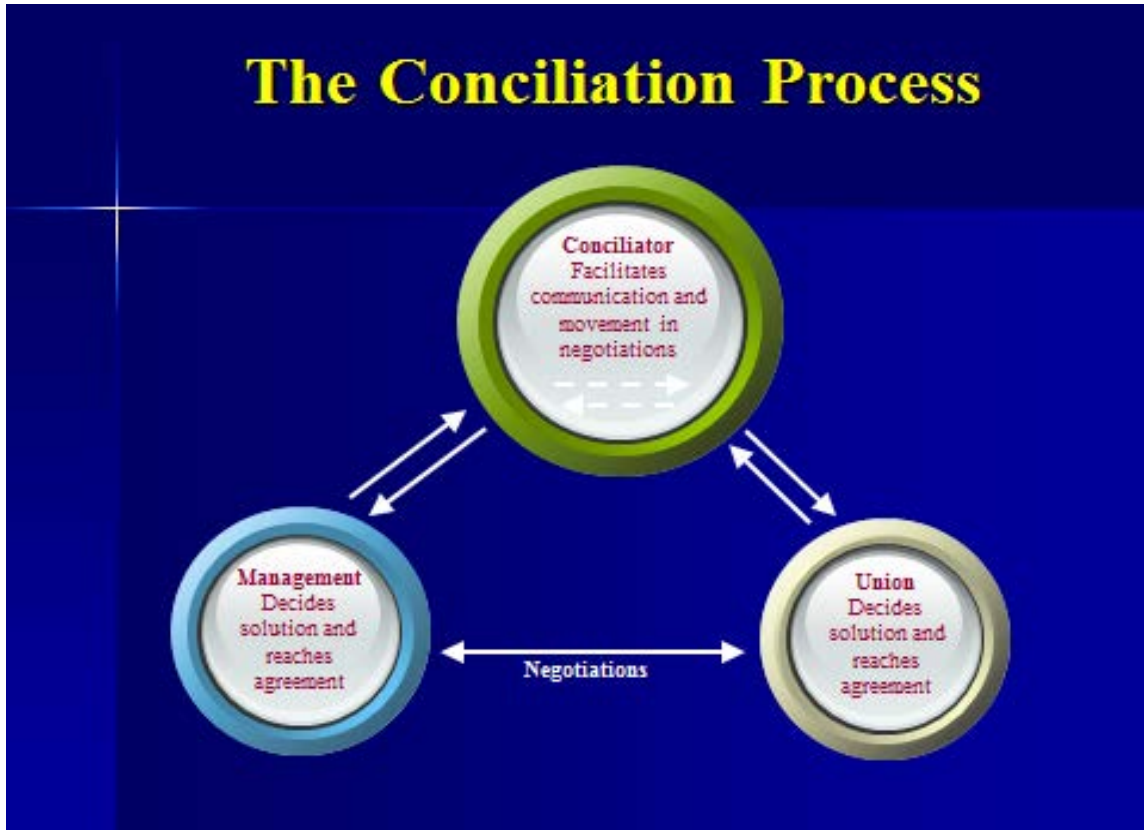 The Conciliation Process
Conciliator
Facilitates
communication and
movement in
negotiations
Management
Decides
solution and
reaches
agreement
Negotiations
Union
Decides
solution and
reaches
agreement